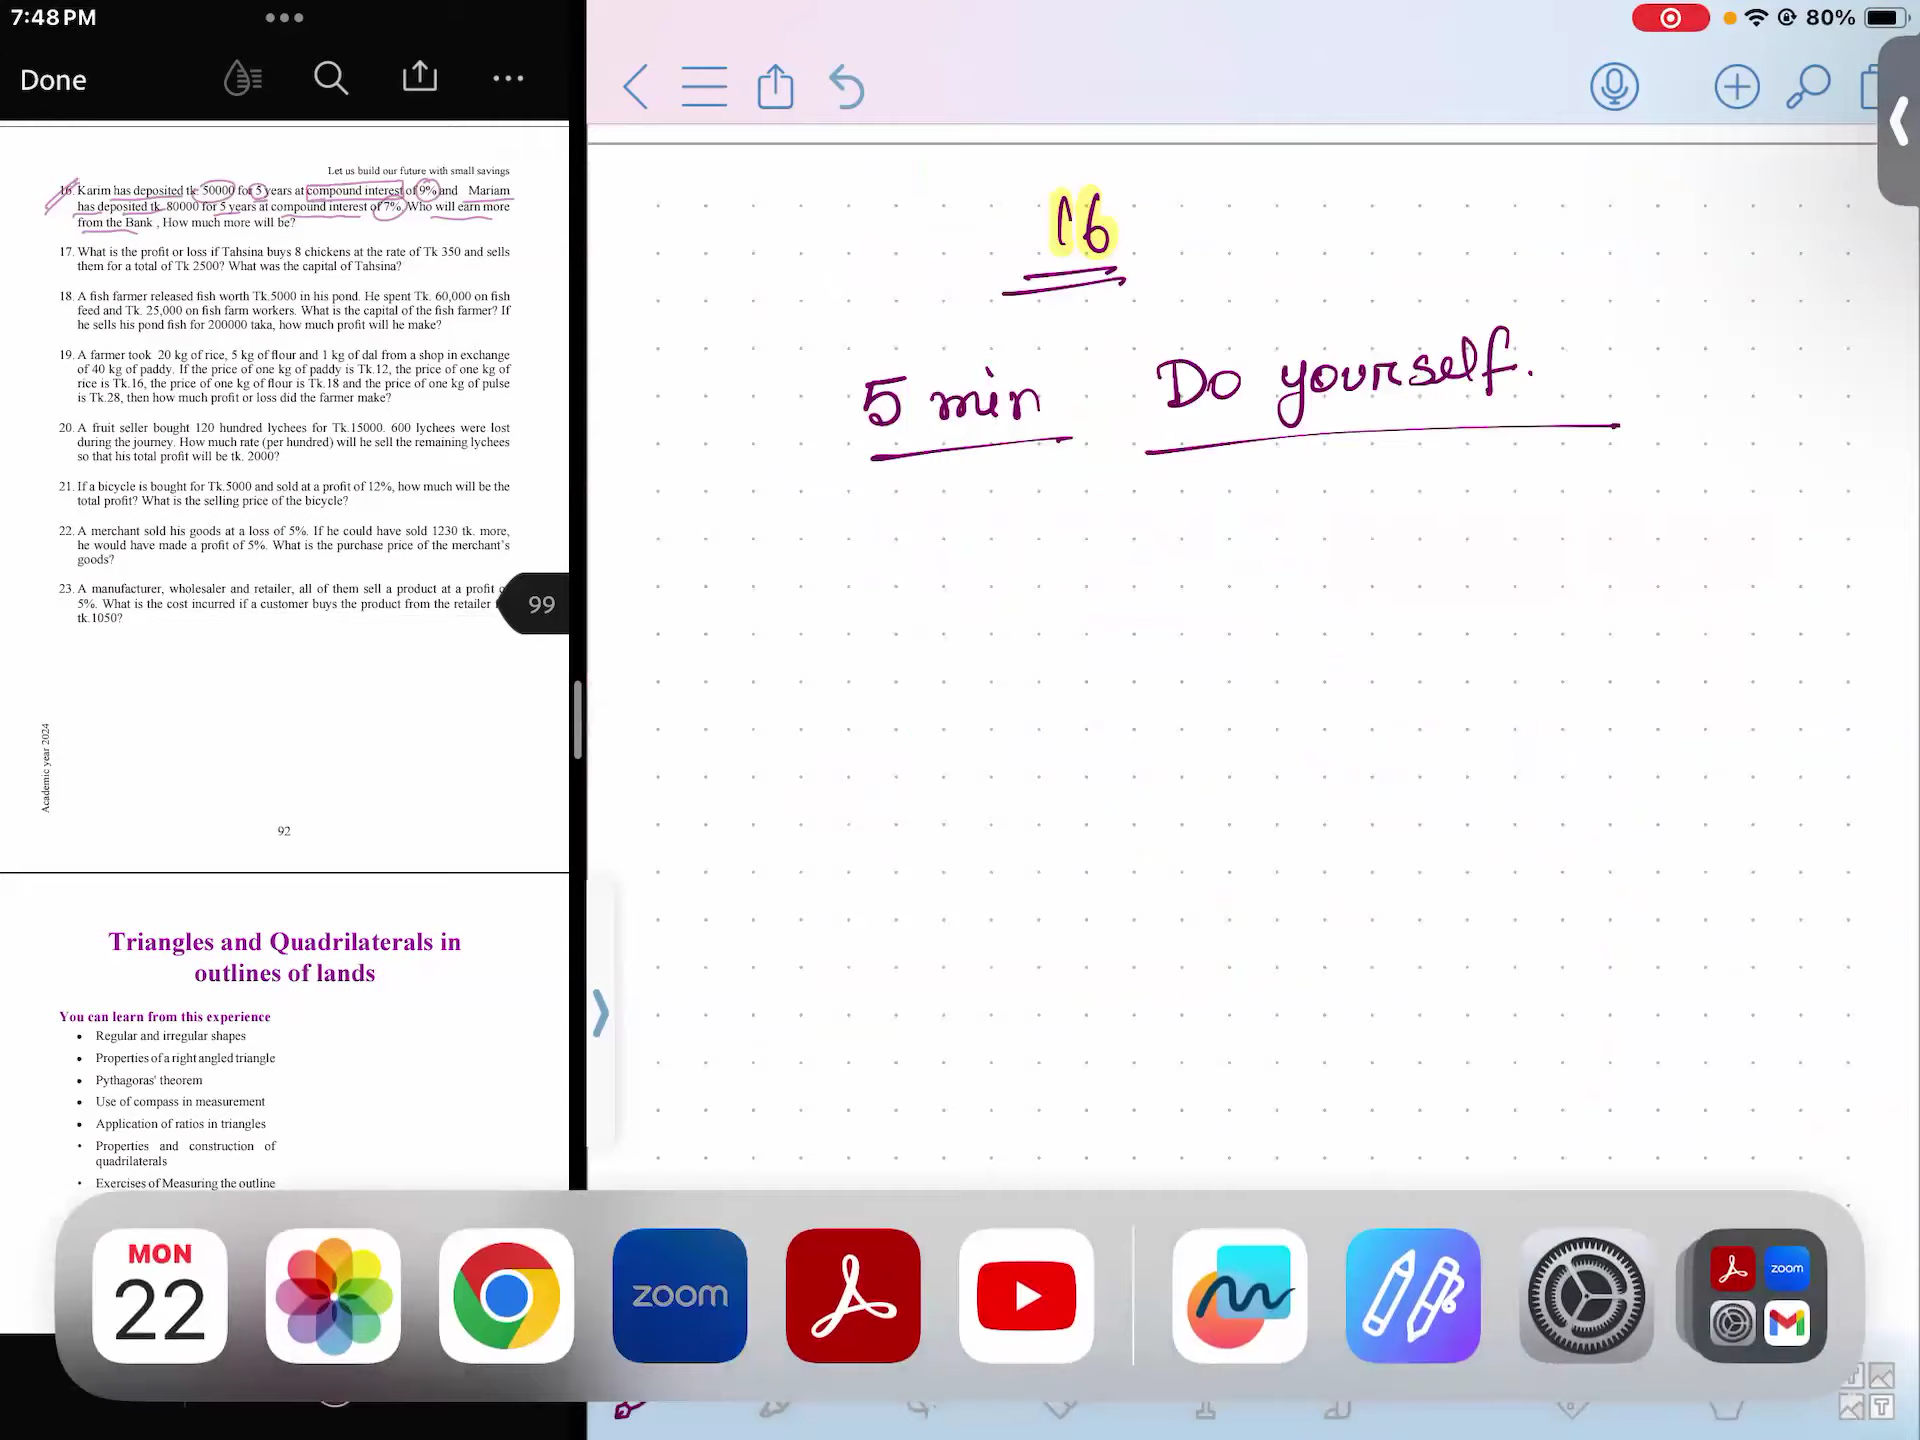 7:48 PM
80%
Done
Let us build our future with small savings
16. Karim has deposited tk. 50000 for 5 years at compound interest of 9% and Mariam
has deposited tk. 80000 for 5 years at compound interest of 7%. Who will earn more
from the Bank , How much more will be?
17. What is the profit or loss if Tahsina buys 8 chickens at the rate of Tk 350 and sells
them for a total of Tk 2500? What was the capital of Tahsina?
18. A fish farmer released fish worth Tk.5000 in his pond. He spent Tk. 60,000 on fish
feed and Tk. 25,000 on fish farm workers. What is the capital of the fish farmer? If
he sells his pond fish for 200000 taka, how much profit will he make?
19. A farmer took 20 kg of rice, 5 kg of flour and 1 kg of dal from a shop in exchange
of 40 kg of paddy. If the price of one kg of paddy is Tk.12, the price of one kg of
rice is Tk.16, the price of one kg of flour is Tk.18 and the price of one kg of pulse
is Tk.28, then how much profit or loss did the farmer make?
20. A fruit seller bought 120 hundred lychees for Tk.15000. 600 lychees were lost
during the journey. How much rate (per hundred) will he sell the remaining lychees
so that his total profit will be tk. 2000?
21. If a bicycle is bought for Tk.5000 and sold at a profit of 12%, how much will be the
total profit? What is the selling price of the bicycle?
22. A merchant sold his goods at a loss of 5%. If he could have sold 1230 tk. more,
he would have made a profit of 5%. What is the purchase price of the merchant's
goods?
23. A manufacturer, wholesaler and retailer, all of them sell a product at a profit
5%. What is the cost incurred if a customer buys the product from the retailer
tk.1050?
99
Academic year 2024
92
Triangles and Quadrilaterals in
outlines of lands
You can learn from this experience
• Regular and irregular shapes
• Properties of a right angled triangle
• Pythagoras' theorem
• Use of compass in measurement
• Application of ratios in triangles
• Properties and construction of
quadrilaterals
• Exercises of Measuring the outline
16
5 min Do yourself.
MON
22
zoom
zoom